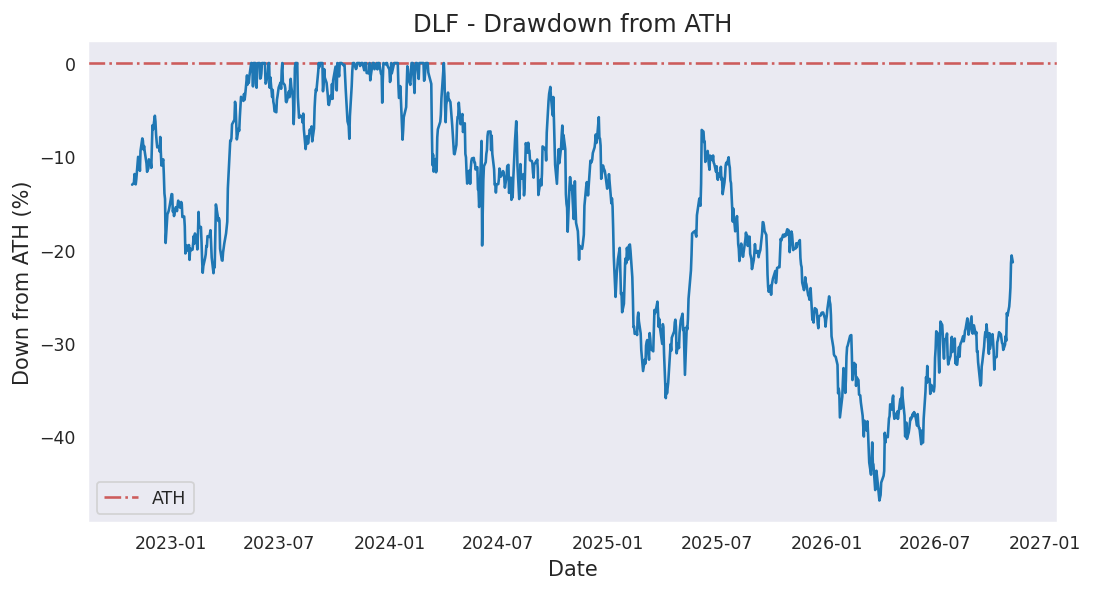 DLF - Drawdown from ATH
Down from ATH (%)
0
−10
−20
−30
−40
ATH
2023-01 2023-07 2024-01 2024-07 2025-01 2025-07 2026-01 2026-07 2027-01
Date